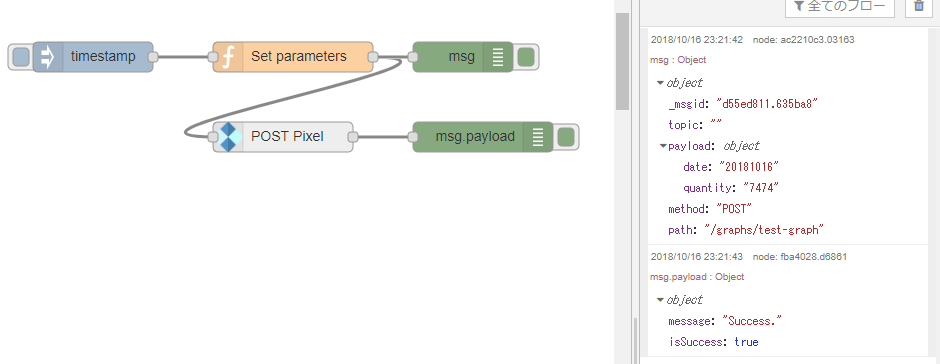 timestamp
Set parameters
msg
POST Pixel
msg.payload
全てのフロー
2018/10/16 23:21:42 node: ac2210c3.03163
msg : Object
object
_msgid: "d55ed811.635ba8"
topic: ""
payload: object
date: "20181016"
quantity: "7474"
method: "POST"
path: "/graphs/test-graph"
2018/10/16 23:21:43 node: fba4028.d6861
msg.payload : Object
object
message: "Success."
isSuccess: true